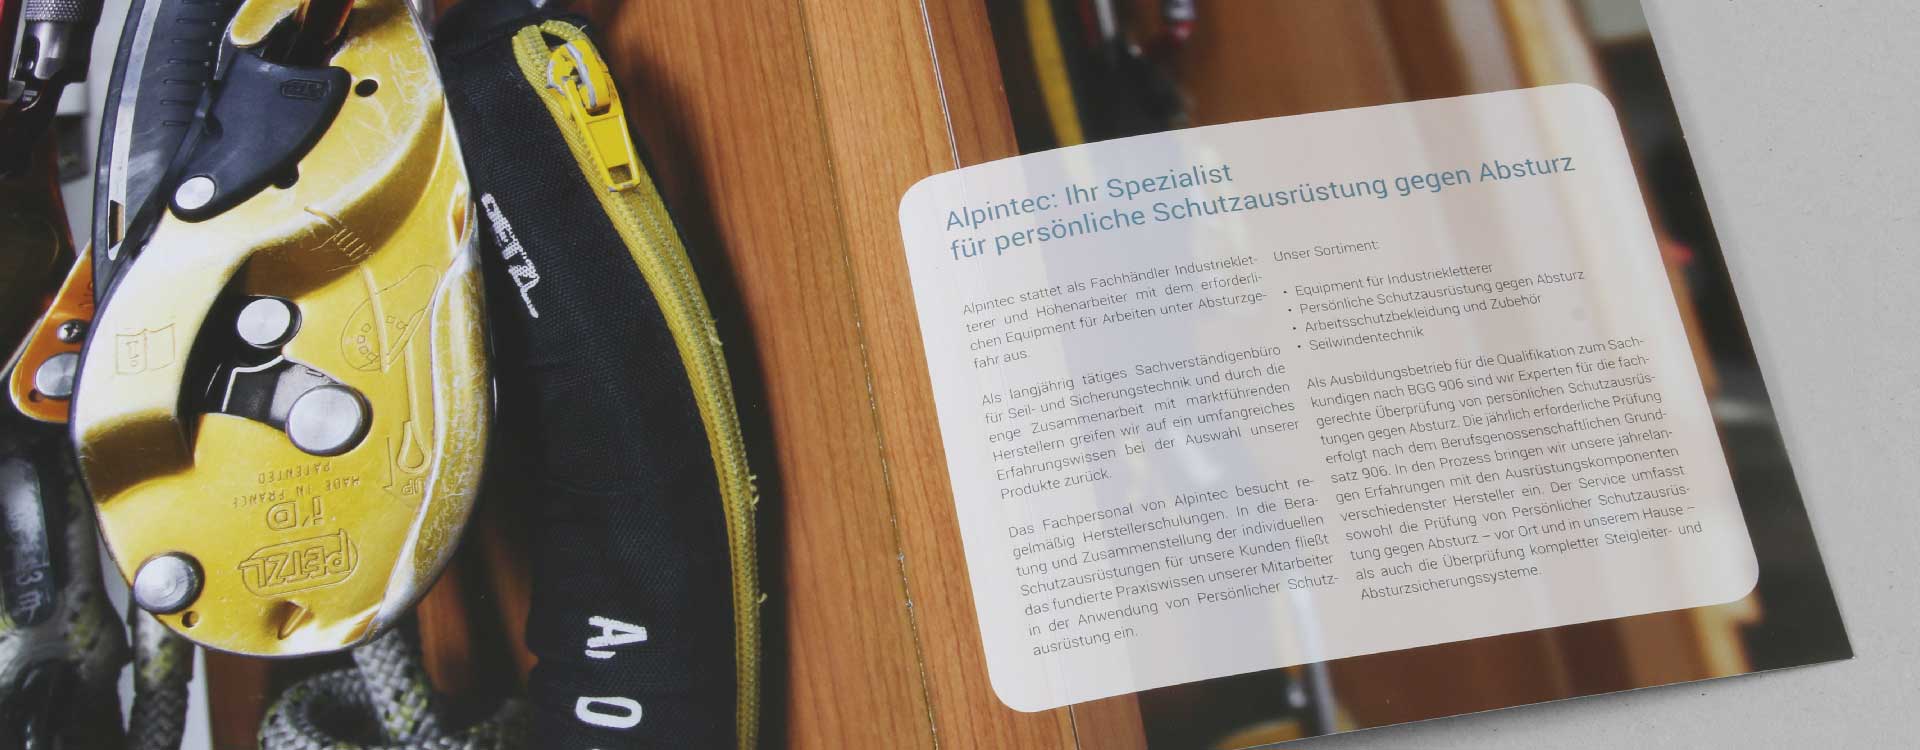 PETZL
i'D
MADE IN FRANCE
PATENTED
UP
PETZL
Alpintec: Ihr Spezialist
für persönliche Schutzausrüstung gegen Absturz
Alpintec stattet als Fachhändler Industrieklet-
terer und Höhenarbeiter mit dem erforderli-
chen Equipment für Arbeiten unter Absturzge-
fahr aus.
Als langjährig tätiges Sachverständigenbüro
für Seil- und Sicherungstechnik und durch die
enge Zusammenarbeit mit marktführenden
Herstellern greifen wir auf ein umfangreiches
Erfahrungswissen bei der Auswahl unserer
Produkte zurück.
Das Fachpersonal von Alpintec besucht re-
gelmäßig Herstellerschulungen. In die Bera-
tung und Zusammenstellung der individuellen
Schutzausrüstungen für unsere Kunden fließt
das fundierte Praxiswissen unserer Mitarbeiter
in der Anwendung von Persönlicher Schutz-
ausrüstung ein.
Unser Sortiment:
• Equipment für Industriekletterer
• Persönliche Schutzausrüstung gegen Absturz
• Arbeitsschutzbekleidung und Zubehör
• Seilwindentechnik
Als Ausbildungsbetrieb für die Qualifikation zum Sach-
kundigen nach BGG 906 sind wir Experten für die fach-
gerechte Überprüfung von persönlichen Schutzausrüs-
tungen gegen Absturz. Die jährlich erforderliche Prüfung
erfolgt nach dem Berufsgenossenschaftlichen Grund-
satz 906. In den Prozess bringen wir unsere jahrelan-
gen Erfahrungen mit den Ausrüstungskomponenten
verschiedenster Hersteller ein. Der Service umfasst
sowohl die Prüfung von Persönlicher Schutzausrüs-
tung gegen Absturz – vor Ort und in unserem Hause –
als auch die Überprüfung kompletter Steigleiter- und
Absturzsicherungssysteme.